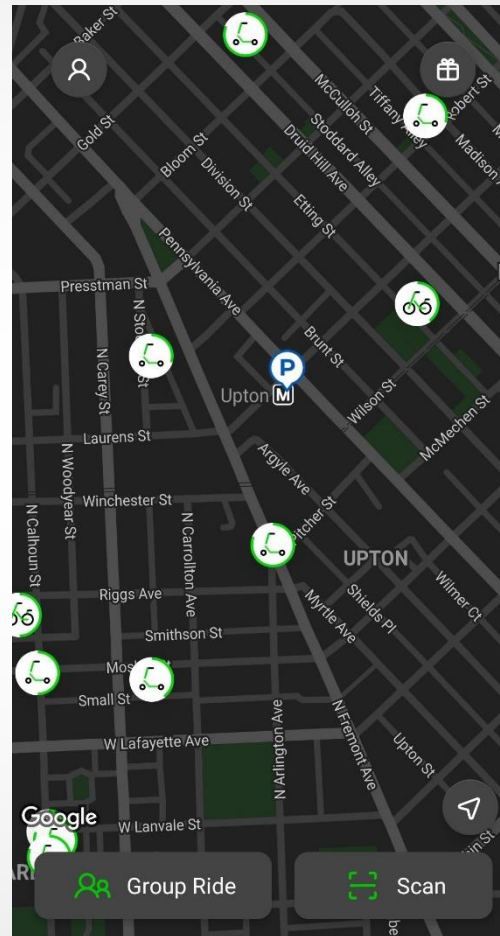 Baker St
McCulloh St
Tiffany Alley
Robert St
Gold St
Stoddard Alley
Madison
Bloom St
Druid Hill Ave
Division St
Etting St
Pennsylvania Ave
Presstman St
N Sto
Brunt St
P
N Carey St
Upton M
Wilson St
Laurens St
McMechen St
N Woodyear St
Argyle Ave
Winchester St
N Calhoun St
N Carrollton Ave
Pitcher St
UPTON
Riggs Ave
Shields Pl
Wilmer Ct
Myrtle Ave
Smithson St
Small St
N Arlington Ave
N Fremont Ave
W Lafayette Ave
Upton St
Google
W Lanvale St
Group Ride
Scan